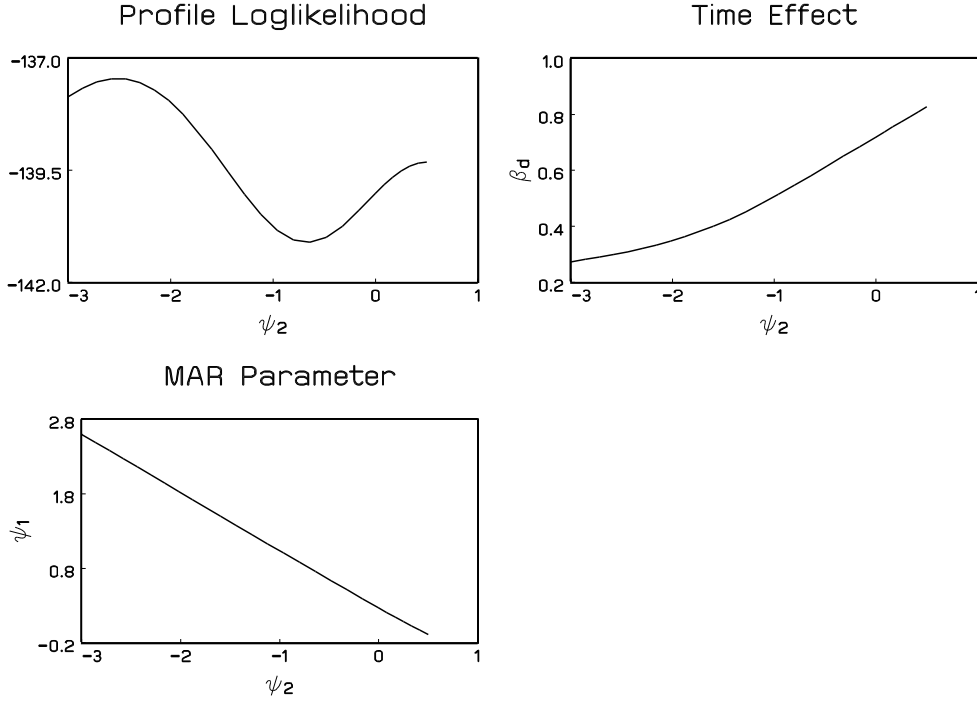 Profile Loglikelihood
-137.0
-139.5
-142.0
-3 -2 -1 0 1
ψ2
Time Effect
1.0
0.8
0.6
0.4
0.2
βd
-3 -2 -1 0 1
ψ2
MAR Parameter
2.8
1.8
0.8
-0.2
ψ1
-3 -2 -1 0 1
ψ2